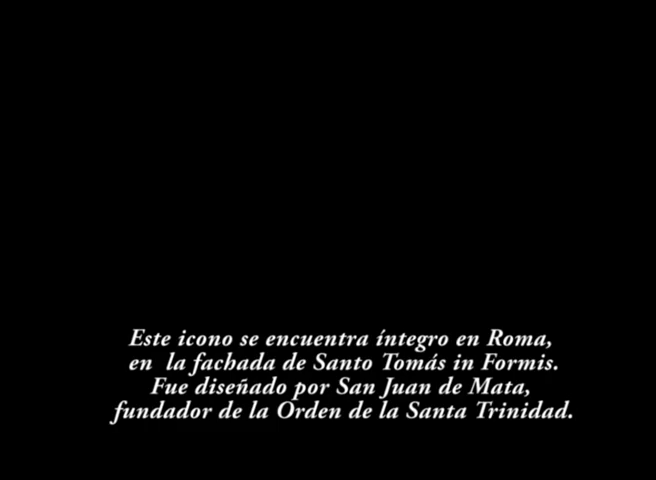 Este icono se encuentra íntegro en Roma,
en la fachada de Santo Tomás in Formis.
Fue diseñado por San Juan de Mata,
fundador de la Orden de la Santa Trinidad.